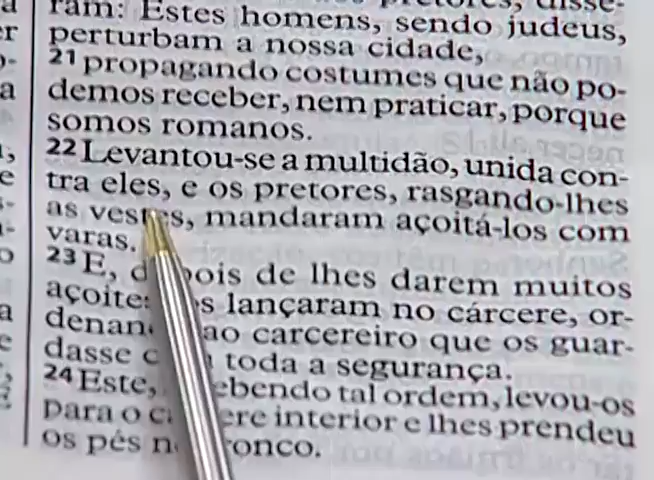 ram: Estes homens, sendo judeus,
perturbam a nossa cidade,
21 propagando costumes que não po-
demos receber, nem praticar, porque
somos romanos.
22 Levantou-se a multidão, unida con-
tra eles, e os pretores, rasgando-lhes
as vestes, mandaram açoitá-los com
varas.
23 E, depois de lhes darem muitos
açoites, os lançaram no cárcere, or-
denando ao carcereiro que os guar-
dasse com toda a segurança.
24 Este, recebendo tal ordem, levou-os
para o cárcere interior e lhes prendeu
os pés no tronco.